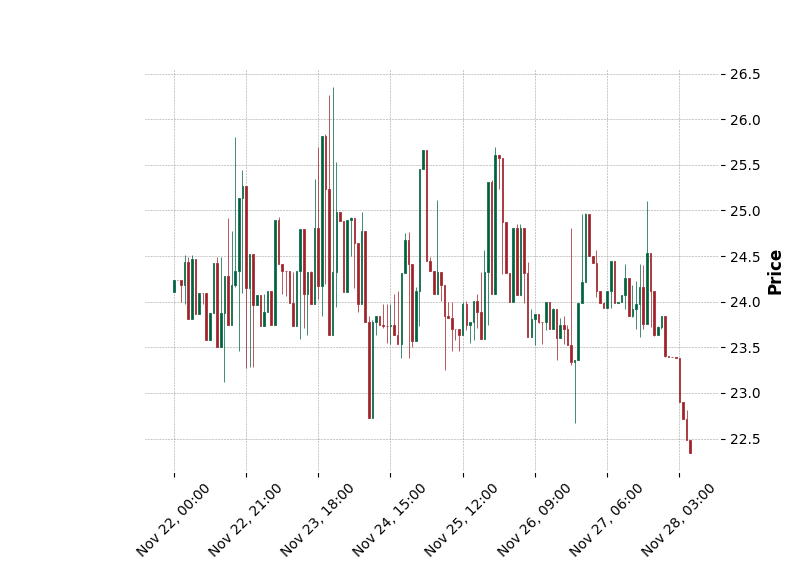 26.5
26.0
25.5
25.0
24.5
24.0
23.5
23.0
22.5
Price
Nov 22, 00:00
Nov 22, 21:00
Nov 23, 18:00
Nov 24, 15:00
Nov 25, 12:00
Nov 26, 09:00
Nov 27, 06:00
Nov 28, 03:00